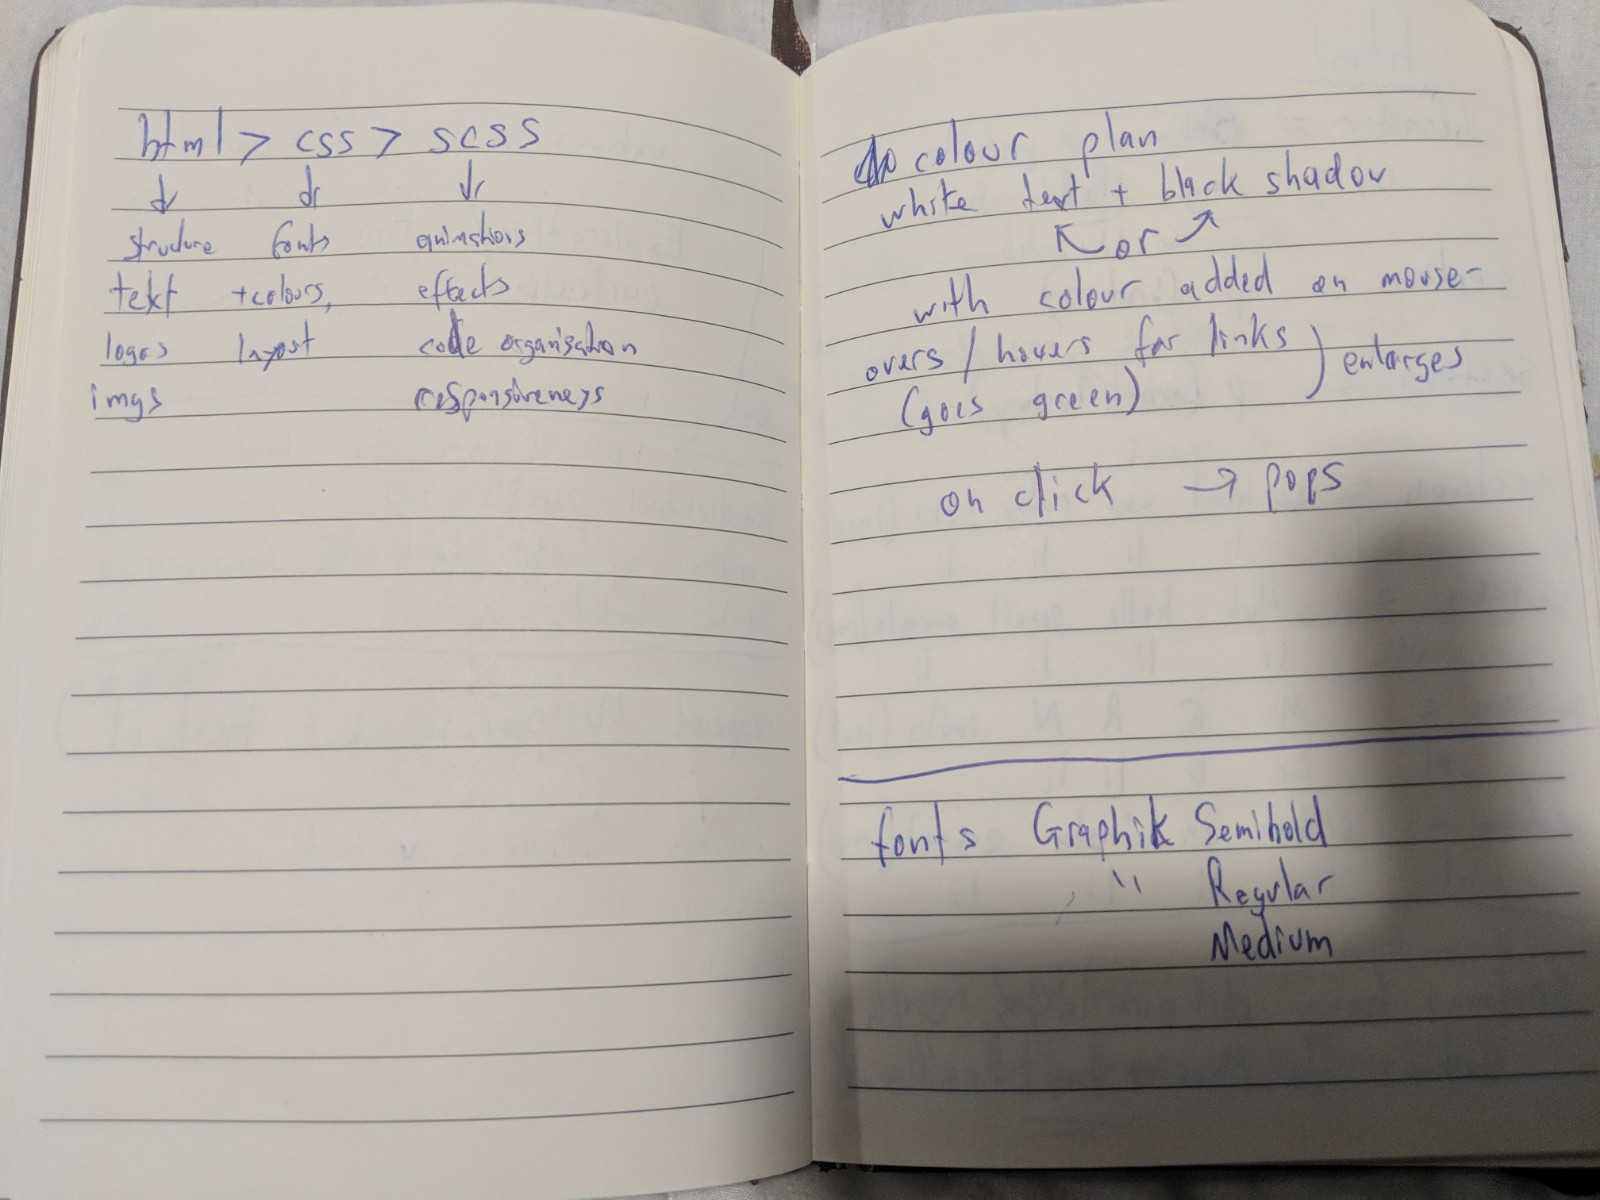 html > css > scss
↓ ↓ ↓
structure fonts animations
text +colours, effects
logos layout code organisation
imgs responsiveness
colour plan
white text + black shadow
↖ or ↗
with colour added on mouse-
overs / hovers for links
(goes green) ) enlarges
on click → pops
fonts Graphik Semibold
" Regular
Medium